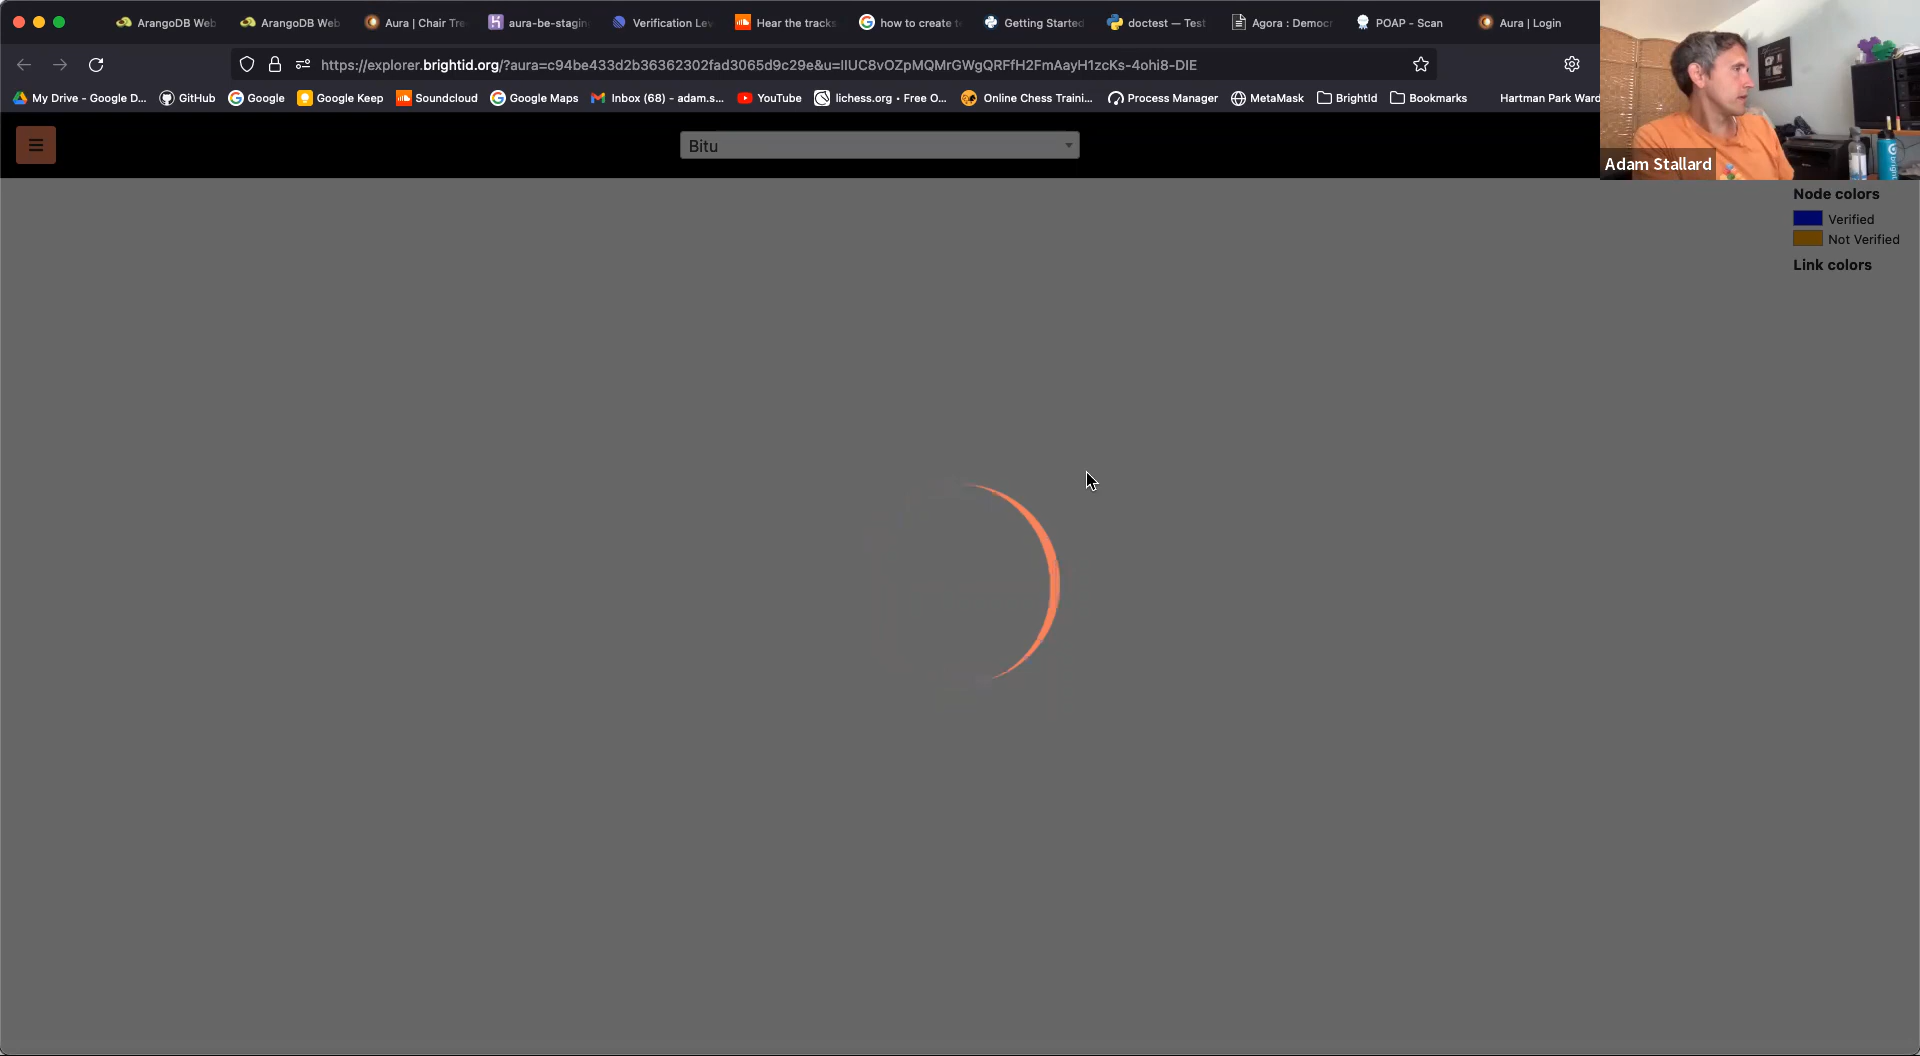 ArangoDB Web
ArangoDB Web
Aura | Chair Tre
aura-be-staging
Verification Lev
Hear the tracks
how to create t
Getting Started
doctest — Test
Agora : Democr
POAP - Scan
Aura | Login
https://explorer.brightid.org/?aura=c94be433d2b36362302fad3065d9c29e&u=lIUC8vOZpMQMrGWgQRFfH2FmAayH1zcKs-4ohi8-DIE
My Drive - Google D...
GitHub
Google
Google Keep
Soundcloud
Google Maps
Inbox (68) - adam.s...
YouTube
lichess.org • Free O...
Online Chess Traini...
Process Manager
MetaMask
BrightId
Bookmarks
Hartman Park Ward
Bitu
Adam Stallard
Node colors
Verified
Not Verified
Link colors